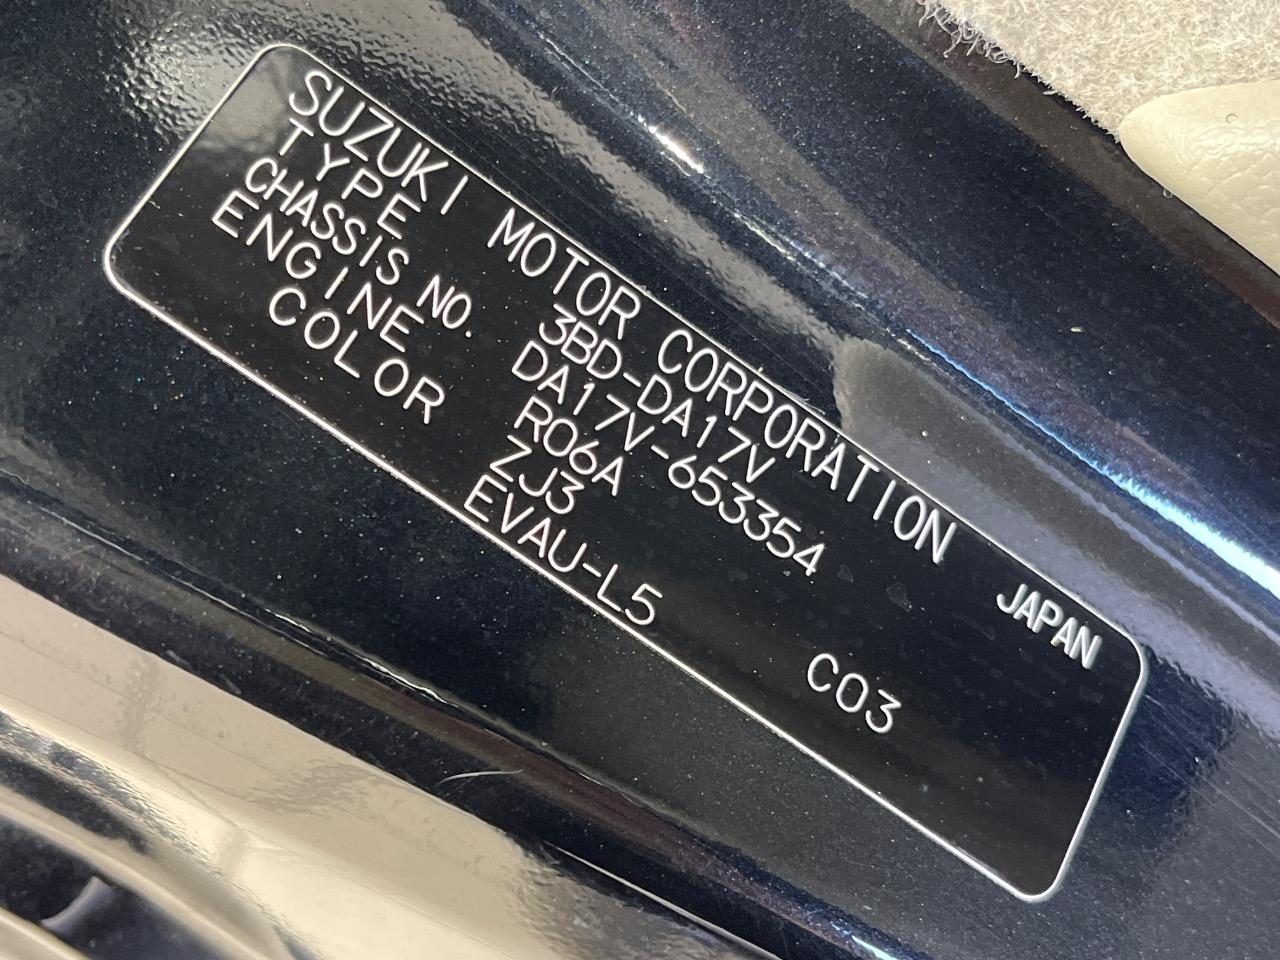 SUZUKI MOTOR CORPORATION JAPAN
TYPE 3BD-DA17V
CHASSIS NO. DA17V-653354
ENGINE R06A
COLOR ZJ3 C03
EVAU-L5